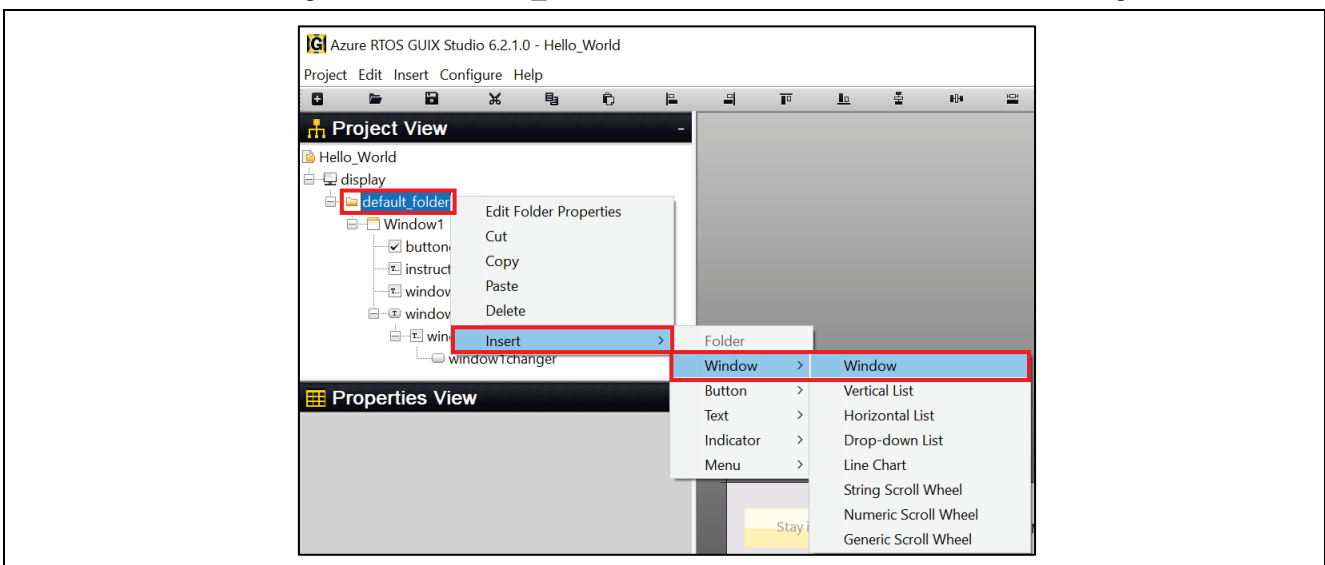 Azure RTOS GUIX Studio 6.2.1.0 - Hello_World
Project Edit Insert Configure Help
Project View
Hello_World
display
default_folder
Window1
Edit Folder Properties
Cut
Copy
Paste
Delete
Insert
window1changer
Folder
Window
Button
Text
Indicator
Menu
Window
Vertical List
Horizontal List
Drop-down List
Line Chart
String Scroll Wheel
Numeric Scroll Wheel
Generic Scroll Wheel
Properties View
Stay